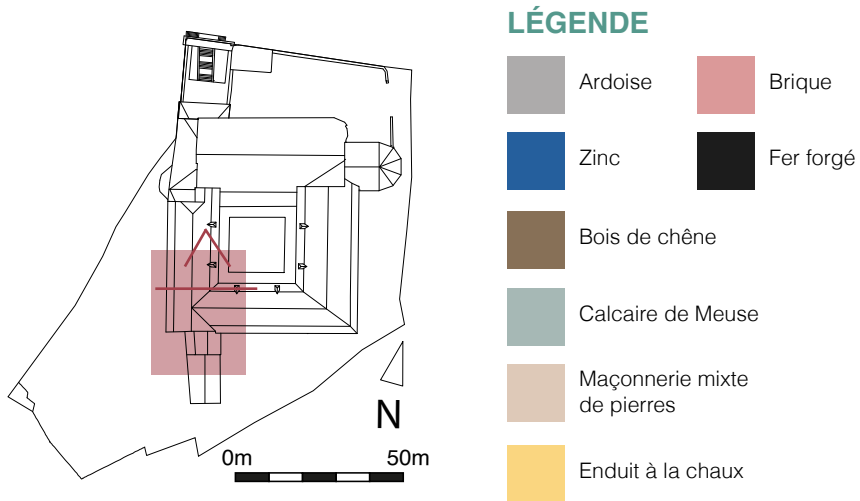 LÉGENDE
Ardoise
Brique
Zinc
Fer forgé
Bois de chêne
Calcaire de Meuse
Maçonnerie mixte
de pierres
Enduit à la chaux
N
0m
50m